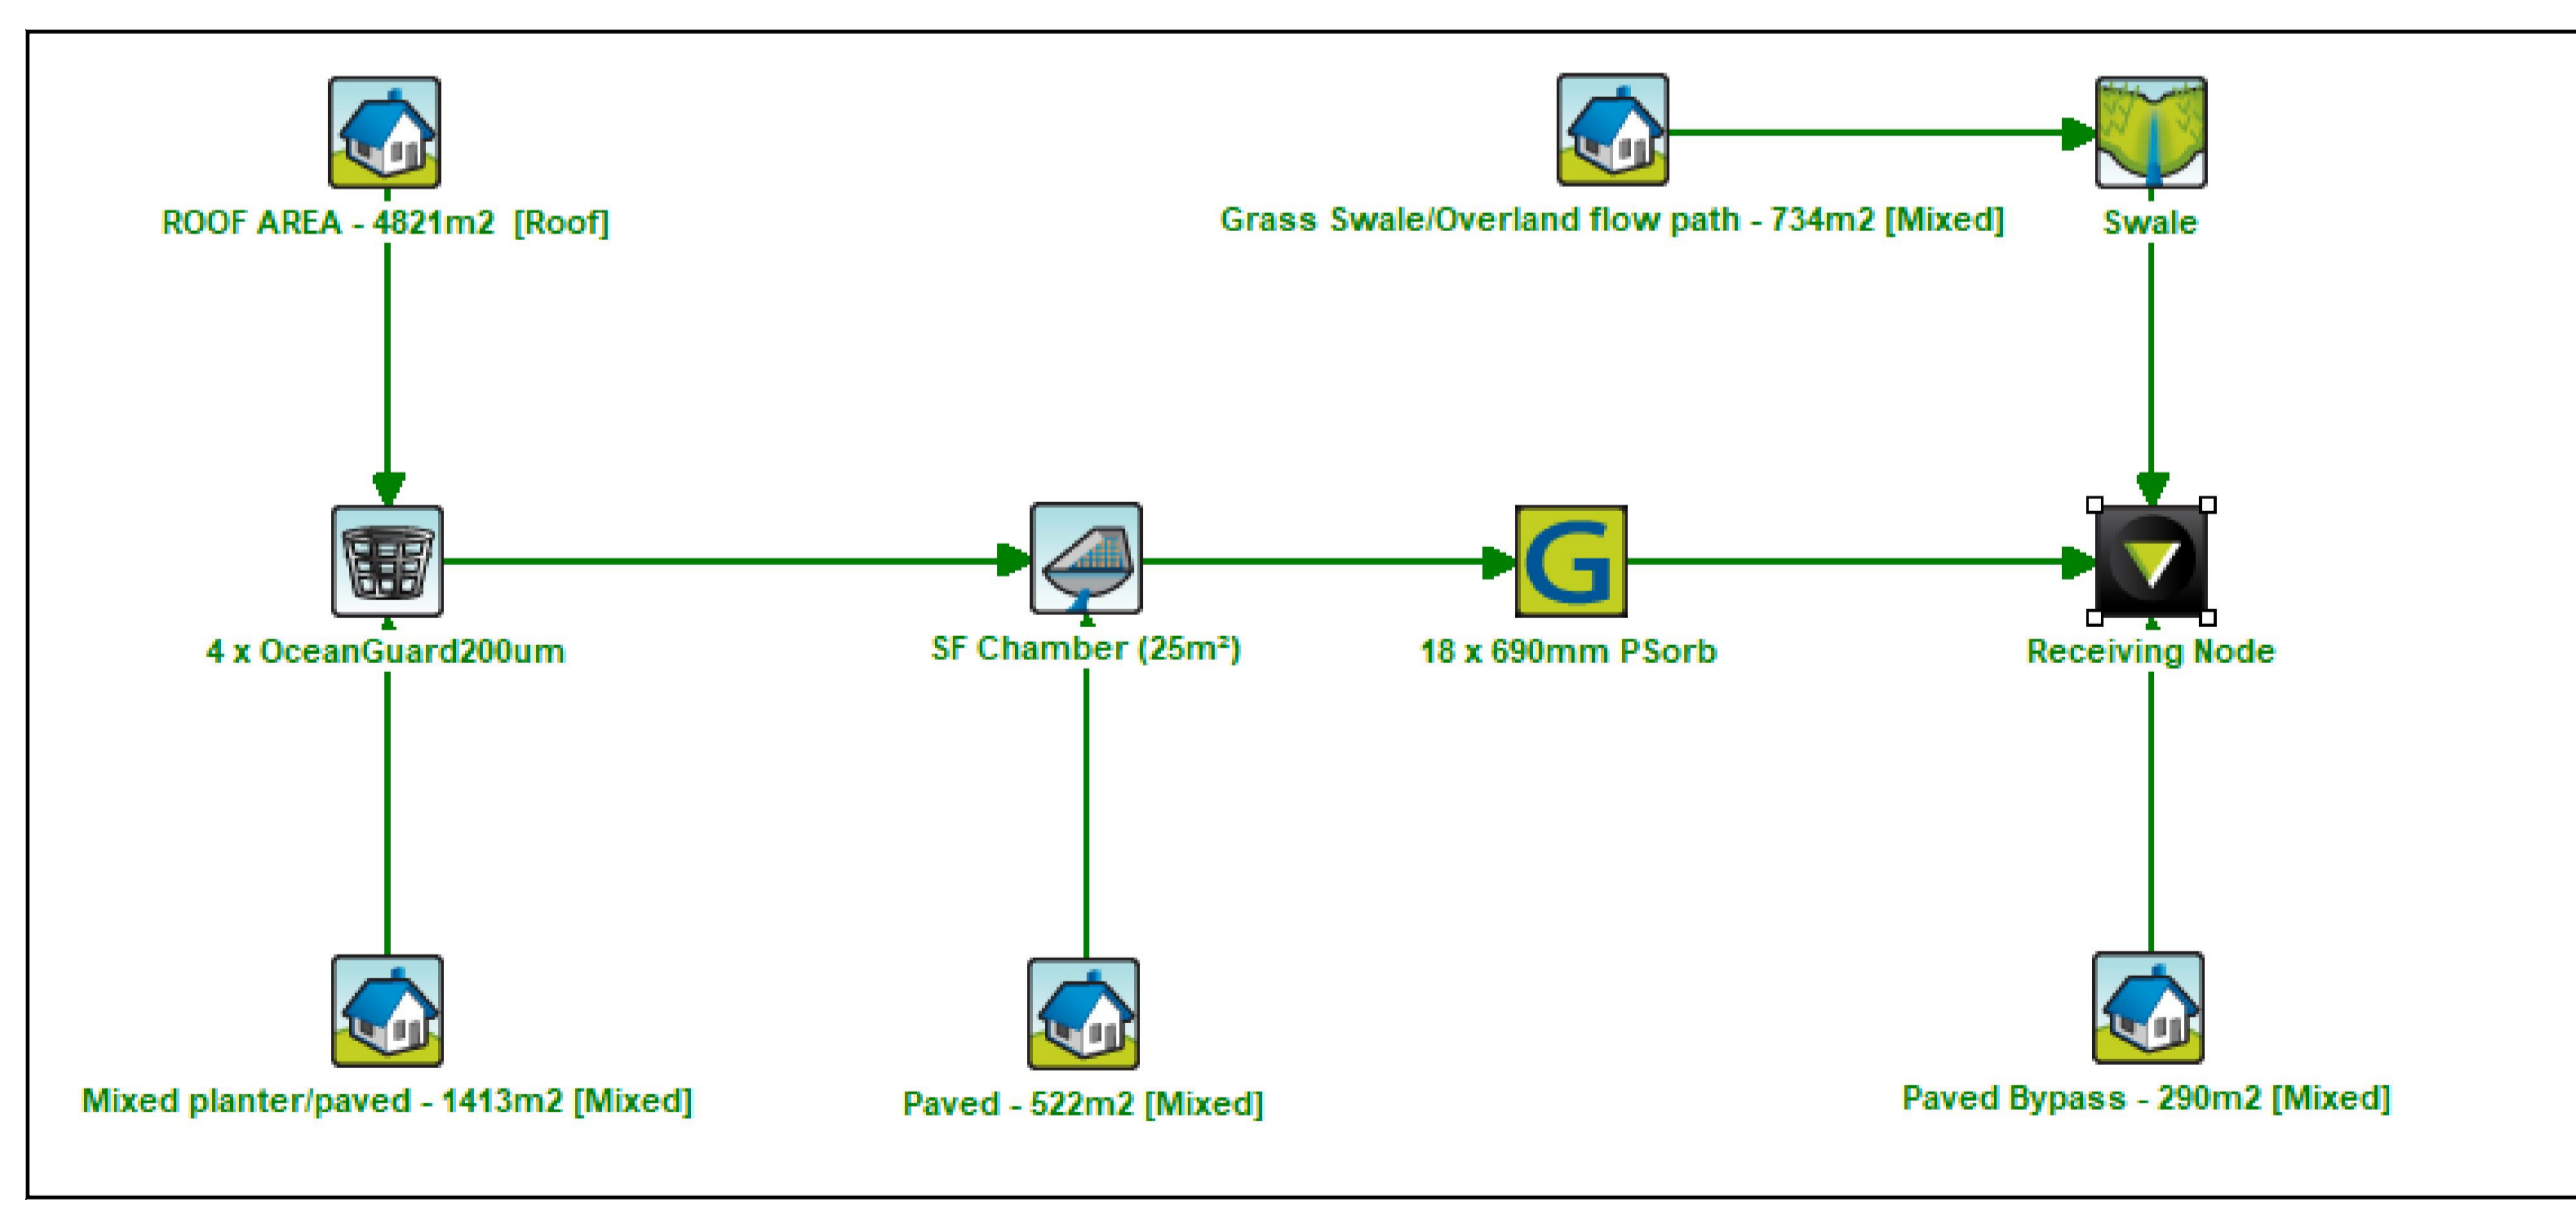 ROOF AREA - 4821m2 [Roof]
Grass Swale/Overland flow path - 734m2 [Mixed]
Swale
4 x OceanGuard200um
SF Chamber (25m²)
G
18 x 690mm PSorb
Receiving Node
Mixed planter/paved - 1413m2 [Mixed]
Paved - 522m2 [Mixed]
Paved Bypass - 290m2 [Mixed]